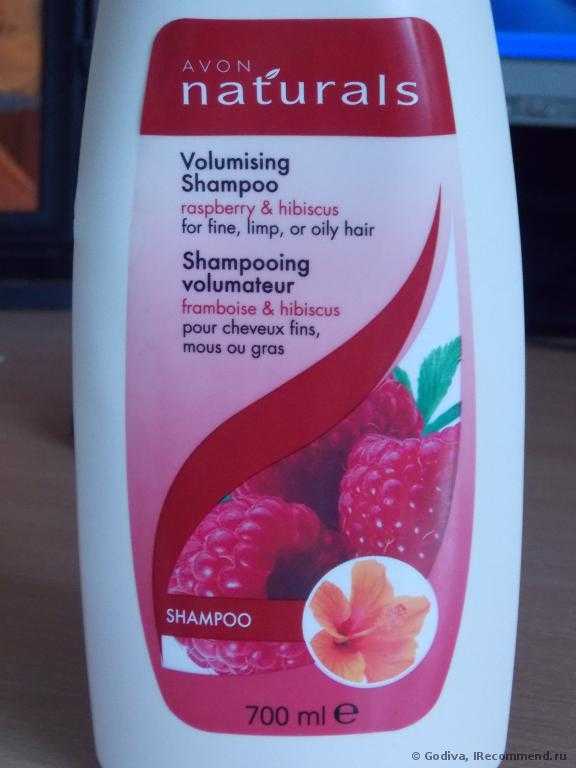 AVON
naturals
Volumising
Shampoo
raspberry & hibiscus
for fine, limp, or oily hair
Shampooing
volumateur
framboise & hibiscus
pour cheveux fins,
mous ou gras
SHAMPOO
700 ml ℮
© Godiva, IRecommend.ru